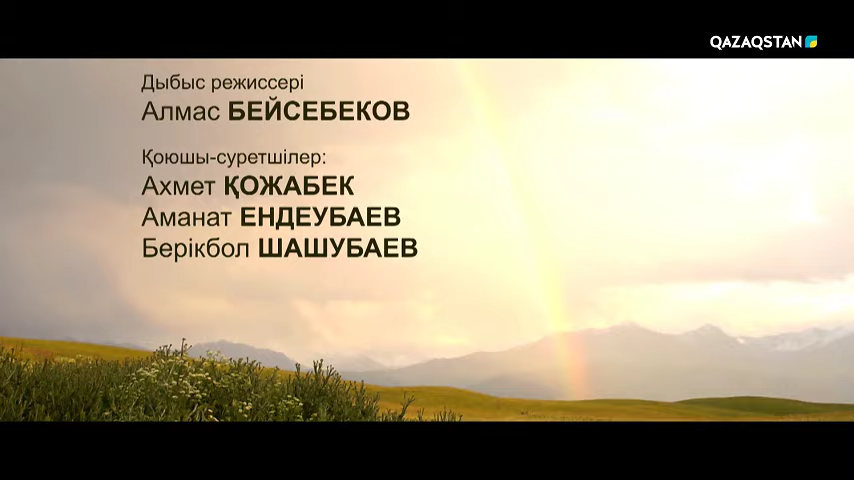 QAZAQSTAN
Дыбыс режиссері
Алмас БЕЙСЕБЕКОВ
Қоюшы-суретшілер:
Ахмет ҚОЖАБЕК
Аманат ЕНДЕУБАЕВ
Берікбол ШАШУБАЕВ